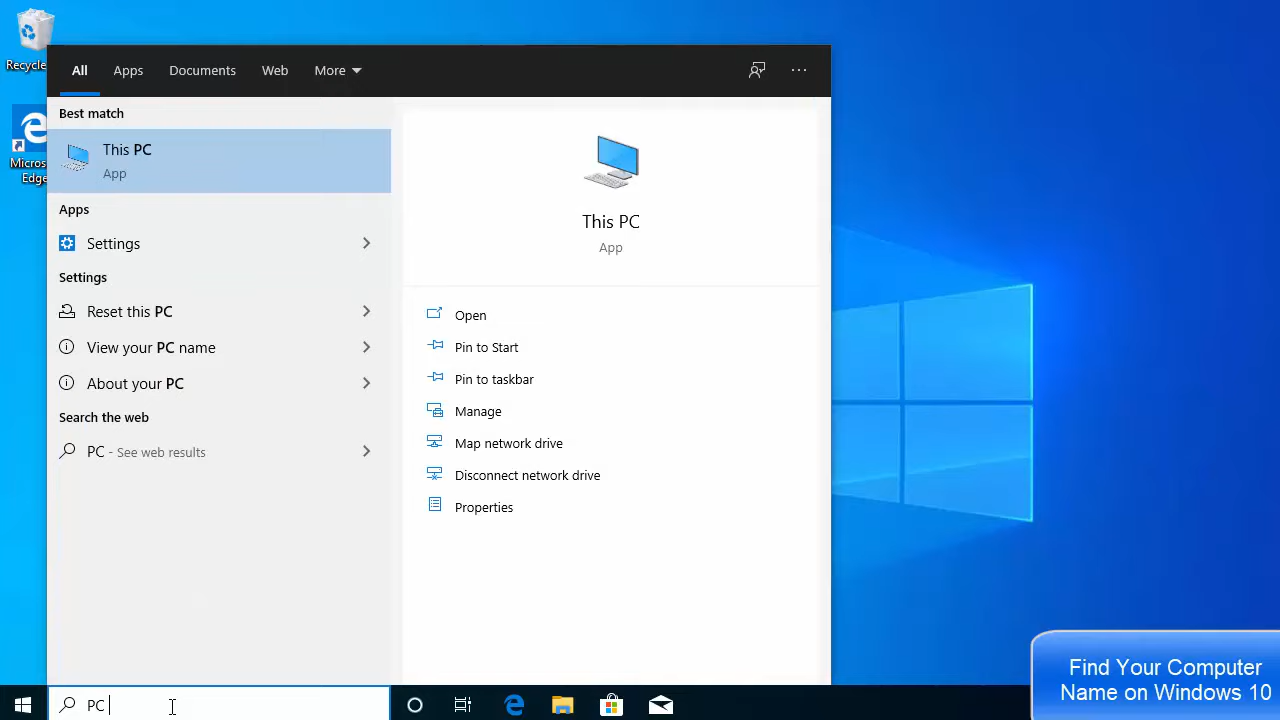 Recycle
Micros
Edge
All Apps Documents Web More
Best match
This PC
App
Apps
Settings
Settings
Reset this PC
View your PC name
About your PC
Search the web
PC - See web results
This PC
App
Open
Pin to Start
Pin to taskbar
Manage
Map network drive
Disconnect network drive
Properties
PC
Find Your Computer
Name on Windows 10